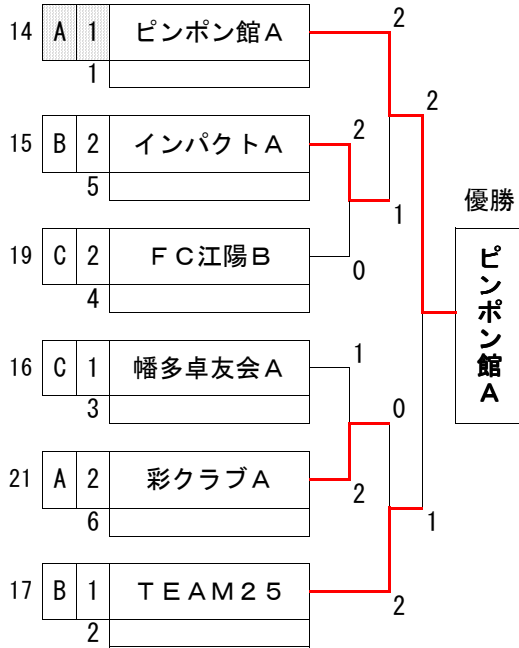 14 A 1 ピンポン館A 2
1
2
15 B 2 インパクトA 2
5
1
優勝
19 C 2 FC江陽B 0
4
ピンポン館A
16 C 1 幡多卓友会A 1
3
0
21 A 2 彩クラブA 2
6
1
17 B 1 TEAM25 2
2